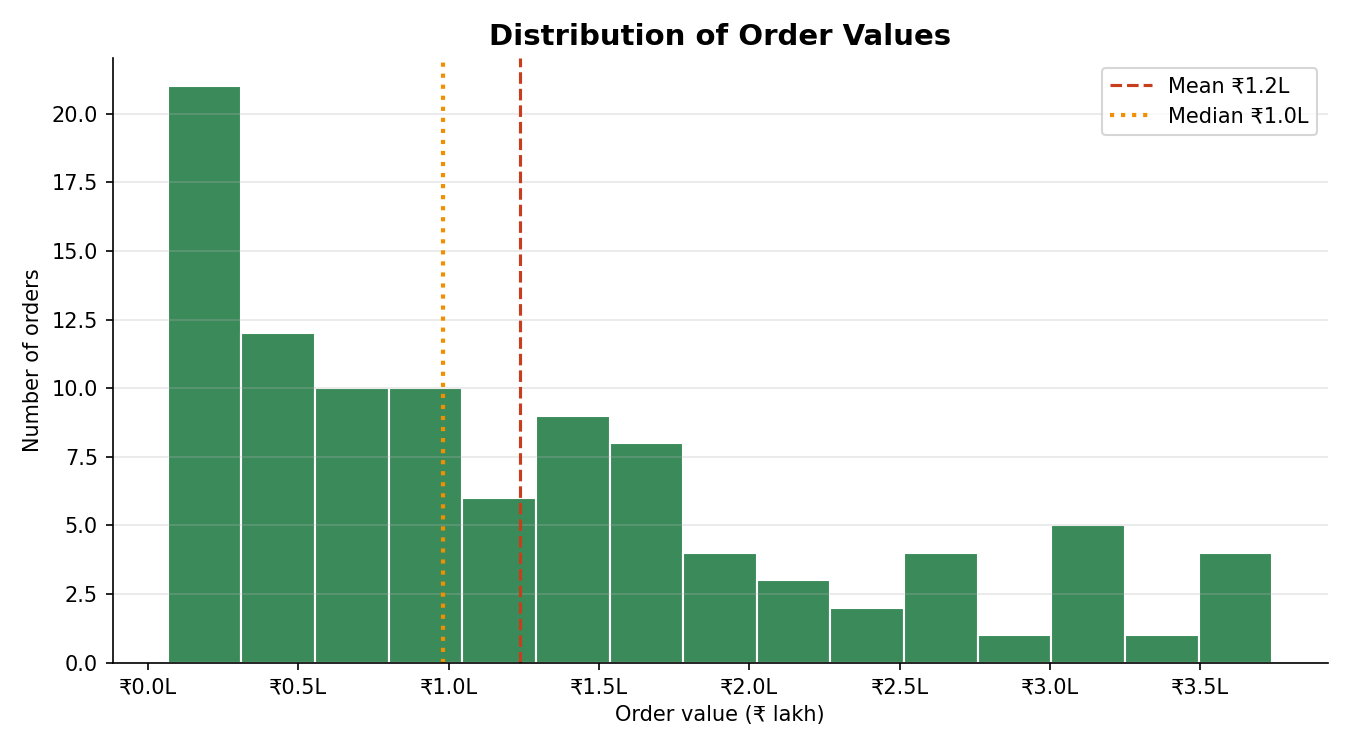 Distribution of Order Values
Mean ₹1.2L
Median ₹1.0L
Number of orders
20.0
17.5
15.0
12.5
10.0
7.5
5.0
2.5
0.0
₹0.0L ₹0.5L ₹1.0L ₹1.5L ₹2.0L ₹2.5L ₹3.0L ₹3.5L
Order value (₹ lakh)